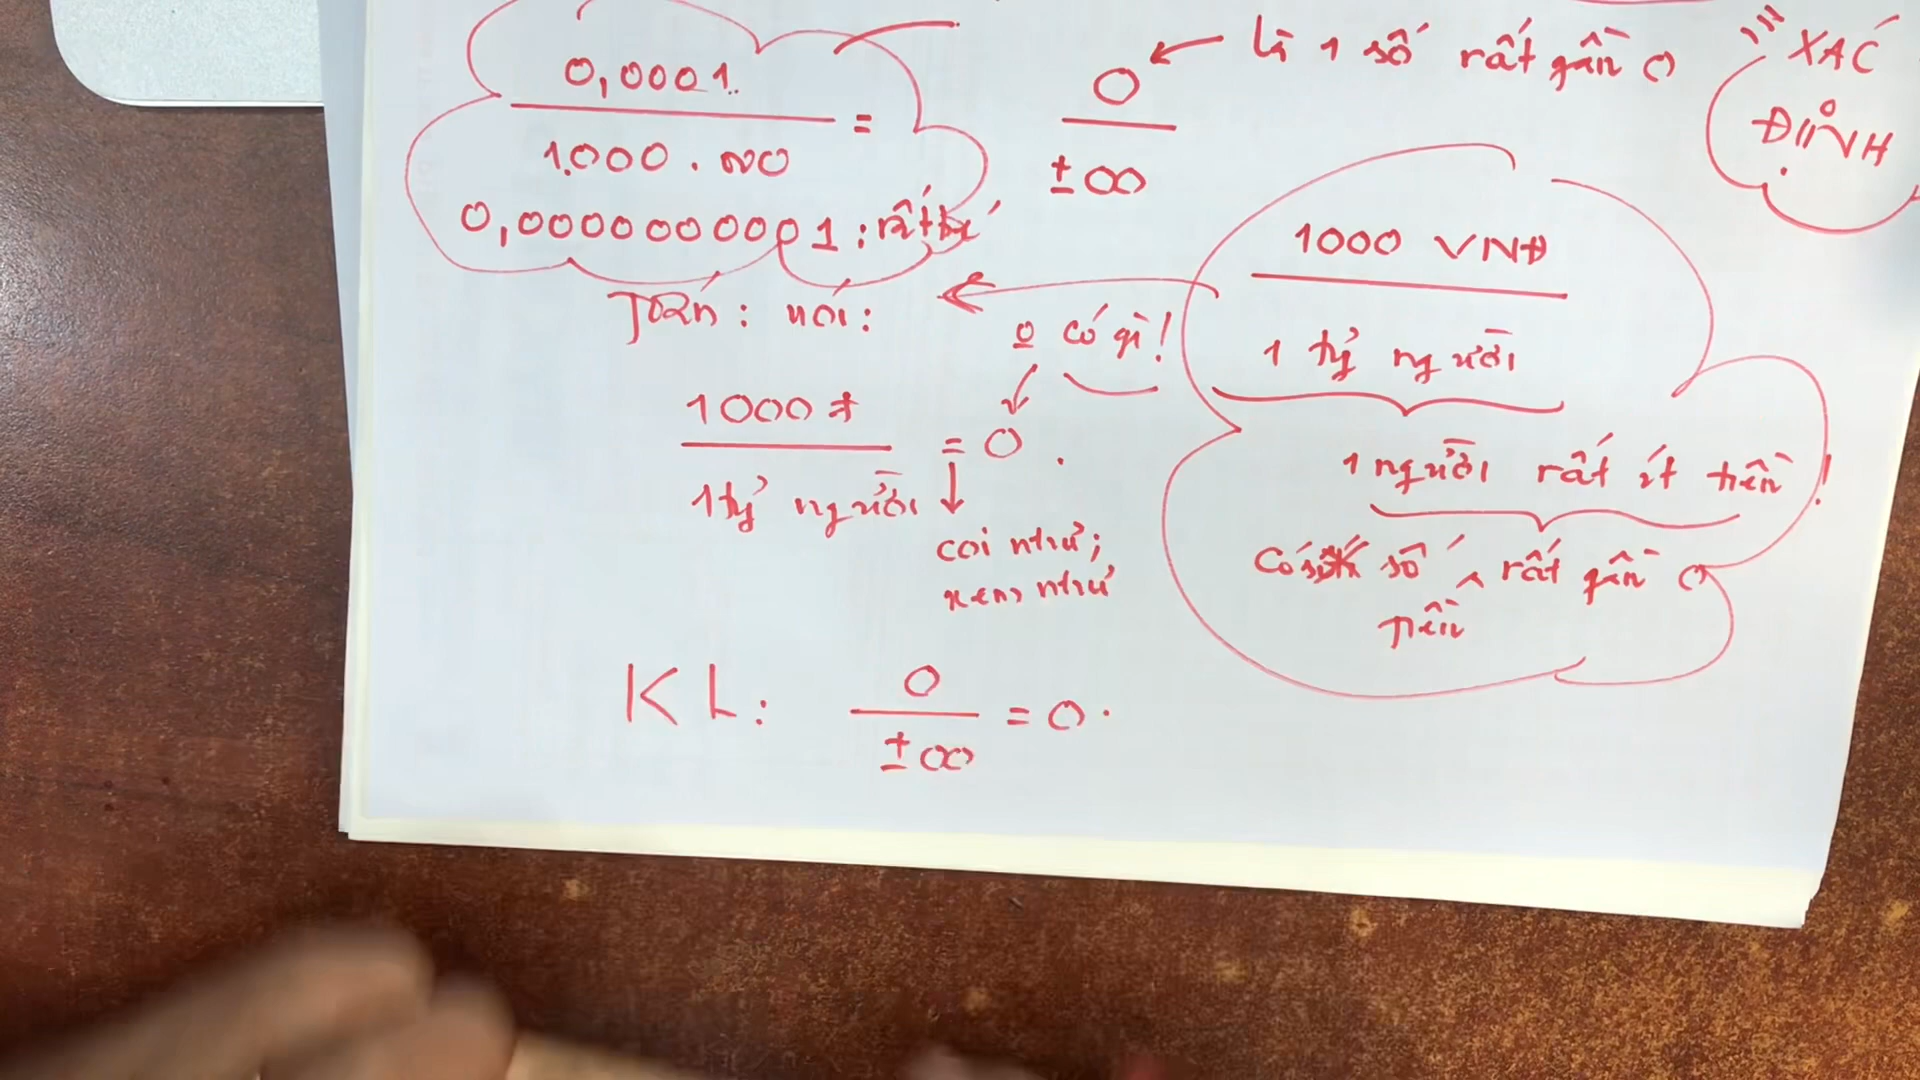 0,0001
1.000.000
=
0,0000000001 : rất bé
0
±∞
là 1 số rất gần 0
XÁC
ĐỊNH
1000 VNĐ
1 tỷ người
1 người rất ít tiền!
Có số rất gần 0
tiền
Toán : nói :
0 có gì!
1000đ
1 tỷ người
= 0.
coi như;
xem như
KL: 0
±∞
= 0.